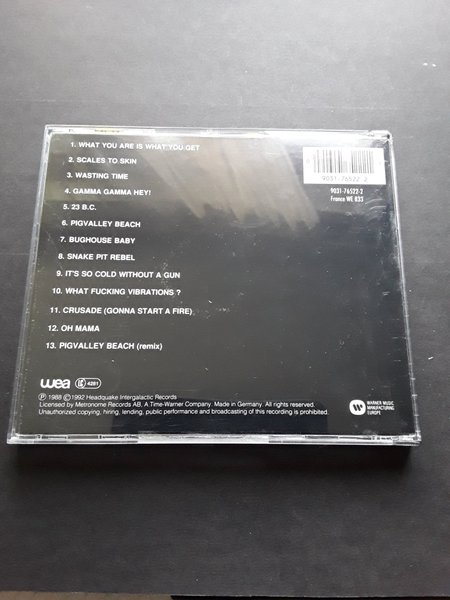 1. WHAT YOU ARE IS WHAT YOU GET
2. SCALES TO SKIN
3. WASTING TIME
4. GAMMA GAMMA HEY!
5. 23 B.C.
6. PIGVALLEY BEACH
7. BUGHOUSE BABY
8. SNAKE PIT REBEL
9. IT'S SO COLD WITHOUT A GUN
10. WHAT FUCKING VIBRATIONS ?
11. CRUSADE (GONNA START A FIRE)
12. OH MAMA
13. PIGVALLEY BEACH (remix)
9031-76522-2
9031-76522-2
France WE 833
wea LC 4281
Ⓟ 1988 ©1992 Headquake Intergalactic Records
Licensed by Metronome Records AB, A Time-Warner Company. Made in Germany. All rights reserved.
Unauthorized copying, hiring, lending, public performance and broadcasting of this recording is prohibited.
WARNER MUSIC
MANUFACTURING
EUROPE